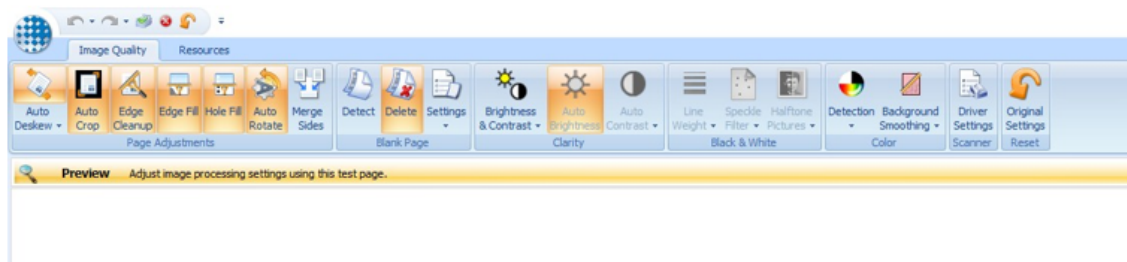 Image Quality Resources
Auto Deskew
Auto Crop
Edge Cleanup
Edge Fill
Hole Fill
Auto Rotate
Merge Sides
Page Adjustments
Detect
Delete
Settings
Blank Page
Brightness & Contrast
Auto Brightness
Auto Contrast
Clarity
Line Weight
Speckle Filter
Halftone Pictures
Black & White
Detection
Background Smoothing
Color
Driver Settings
Scanner
Original Settings
Reset
Preview Adjust image processing settings using this test page.